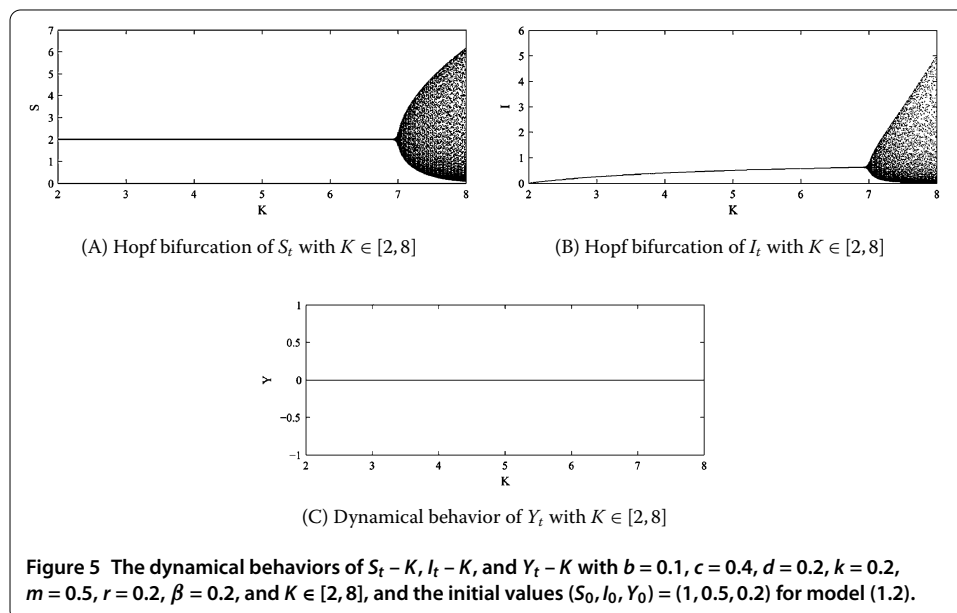 7
6
5
4
3
2
1
0
S
2 3 4 5 6 7 8
K
(A) Hopf bifurcation of S_t with K ∈ [2, 8]
6
5
4
3
2
1
0
I
2 3 4 5 6 7 8
K
(B) Hopf bifurcation of I_t with K ∈ [2, 8]
1
0.5
0
−0.5
−1
Y
2 3 4 5 6 7 8
K
(C) Dynamical behavior of Y_t with K ∈ [2, 8]
Figure 5 The dynamical behaviors of S_t – K, I_t – K, and Y_t – K with b = 0.1, c = 0.4, d = 0.2, k = 0.2,
m = 0.5, r = 0.2, β = 0.2, and K ∈ [2, 8], and the initial values (S_0, I_0, Y_0) = (1, 0.5, 0.2) for model (1.2).